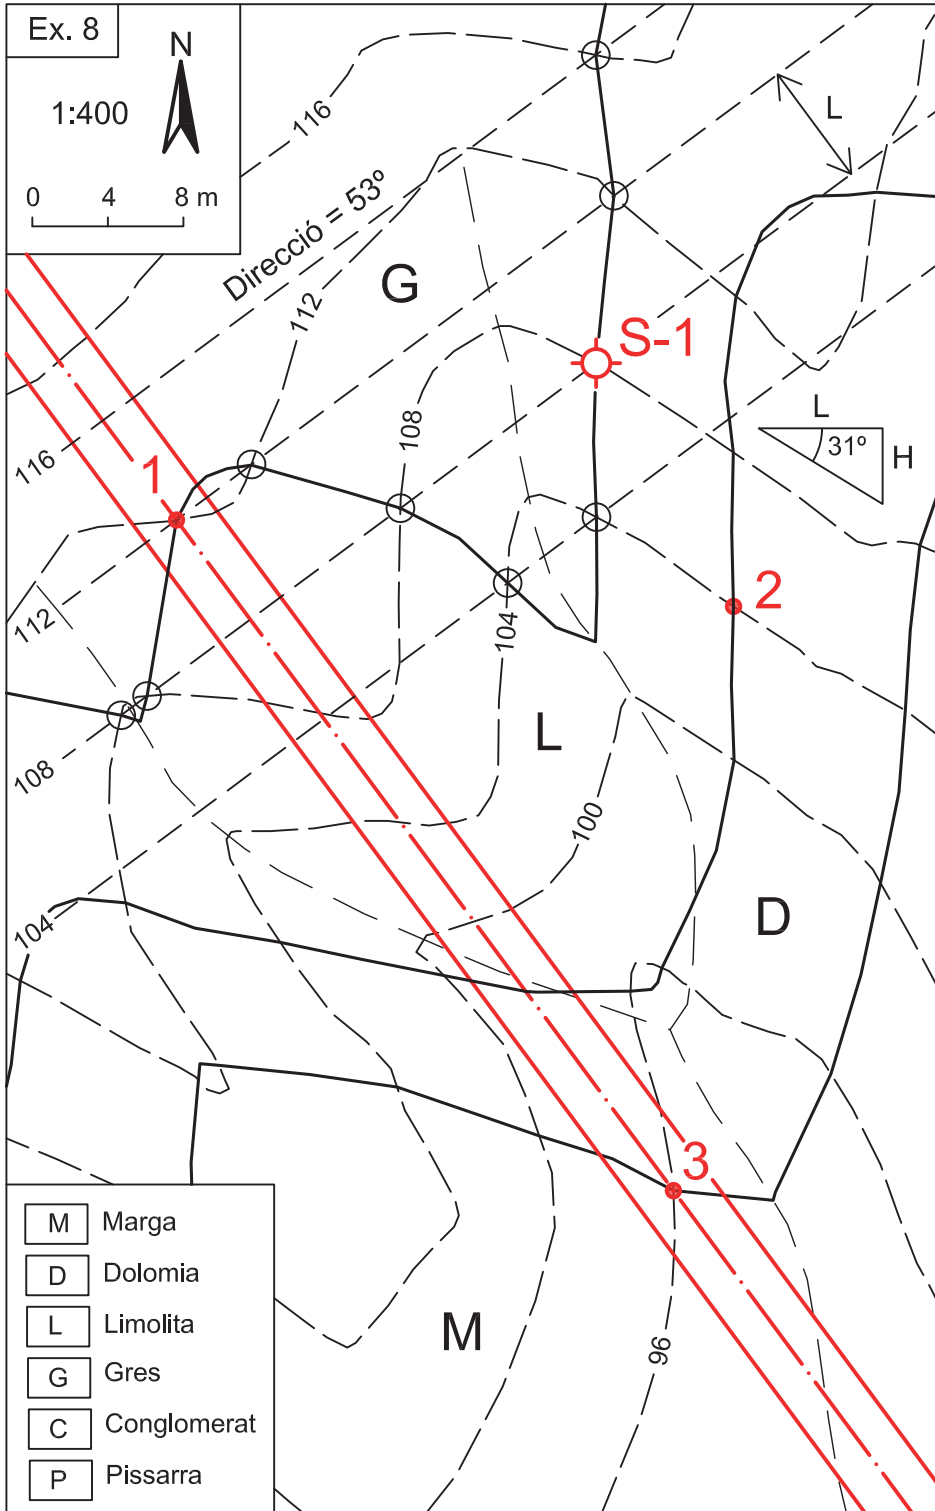 Ex. 8
N
1:400
0 4 8 m
116
L
Direcció = 53º
G
112
S-1
108
L
31º
H
116
1
2
112
104
L
108
100
D
104
3
M
96
M Marga
D Dolomia
L Limolita
G Gres
C Conglomerat
P Pissarra